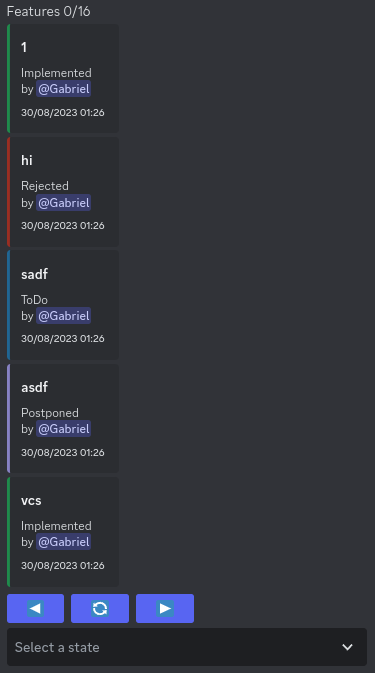 Features 0/16
1
Implemented
by @Gabriel
30/08/2023 01:26
hi
Rejected
by @Gabriel
30/08/2023 01:26
sadf
ToDo
by @Gabriel
30/08/2023 01:26
asdf
Postponed
by @Gabriel
30/08/2023 01:26
vcs
Implemented
by @Gabriel
30/08/2023 01:26
Select a state